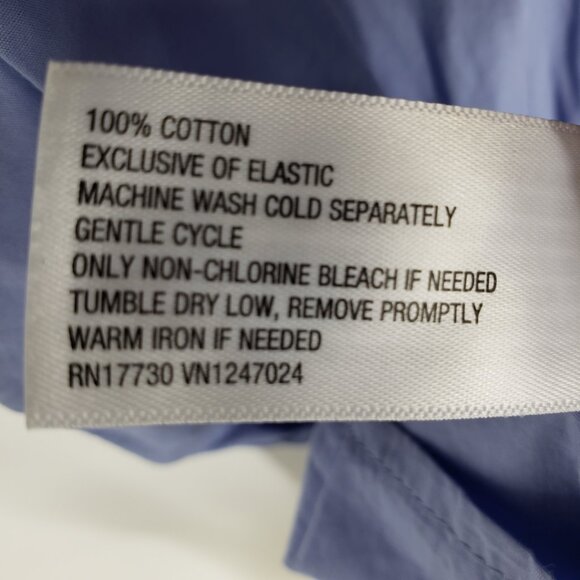 100% COTTON
EXCLUSIVE OF ELASTIC
MACHINE WASH COLD SEPARATELY
GENTLE CYCLE
ONLY NON-CHLORINE BLEACH IF NEEDED
TUMBLE DRY LOW, REMOVE PROMPTLY
WARM IRON IF NEEDED
RN17730 VN1247024